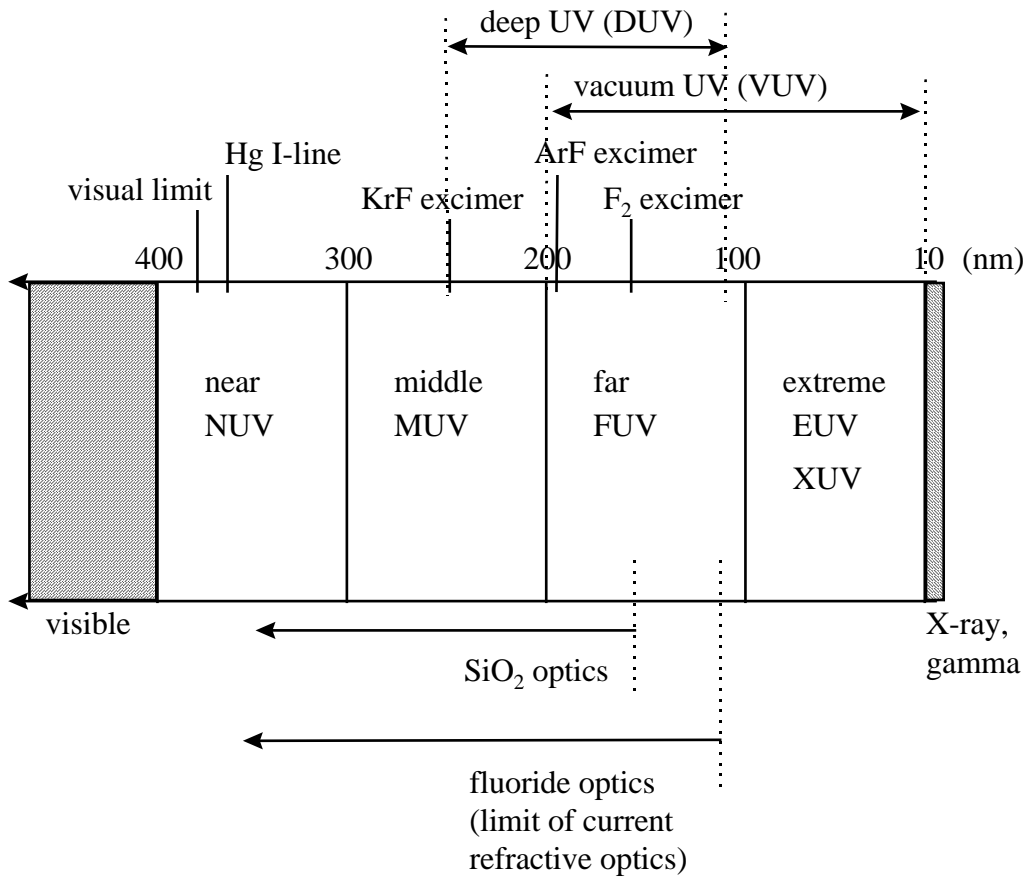 deep UV (DUV)
vacuum UV (VUV)
Hg I-line
ArF excimer
visual limit
KrF excimer
F₂ excimer
400
300
200
100
10 (nm)
near
NUV
middle
MUV
far
FUV
extreme
EUV
XUV
visible
X-ray,
gamma
SiO₂ optics
fluoride optics
(limit of current
refractive optics)